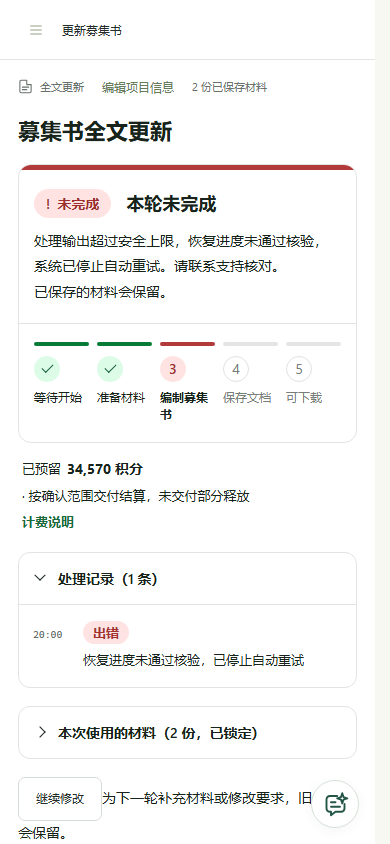 更新募集书
全文更新 编辑项目信息 2 份已保存材料
募集书全文更新
! 未完成 本轮未完成
处理输出超过安全上限，恢复进度未通过核验，
系统已停止自动重试。请联系支持核对。
已保存的材料会保留。
3 4 5
等待开始 准备材料 编制募集 保存文档 可下载
书
已预留 34,570 积分
· 按确认范围交付结算，未交付部分释放
计费说明
处理记录（1 条）
20:00 出错
恢复进度未通过核验，已停止自动重试
本次使用的材料（2 份，已锁定）
继续修改 为下一轮补充材料或修改要求，旧
会保留。